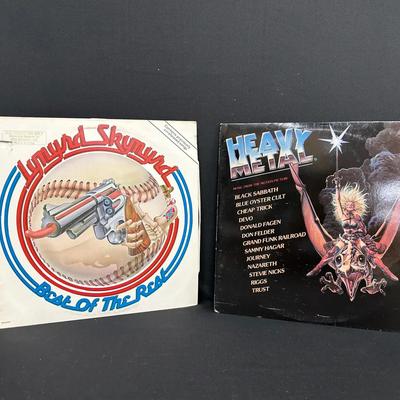 Lynyrd Skynyrd
Best Of The Rest
HEAVY
METAL
MUSIC FROM THE MOTION PICTURE
BLACK SABBATH
BLUE OYSTER CULT
CHEAP TRICK
DEVO
DONALD FAGEN
DON FELDER
GRAND FUNK RAILROAD
SAMMY HAGAR
JOURNEY
NAZARETH
STEVIE NICKS
RIGGS
TRUST